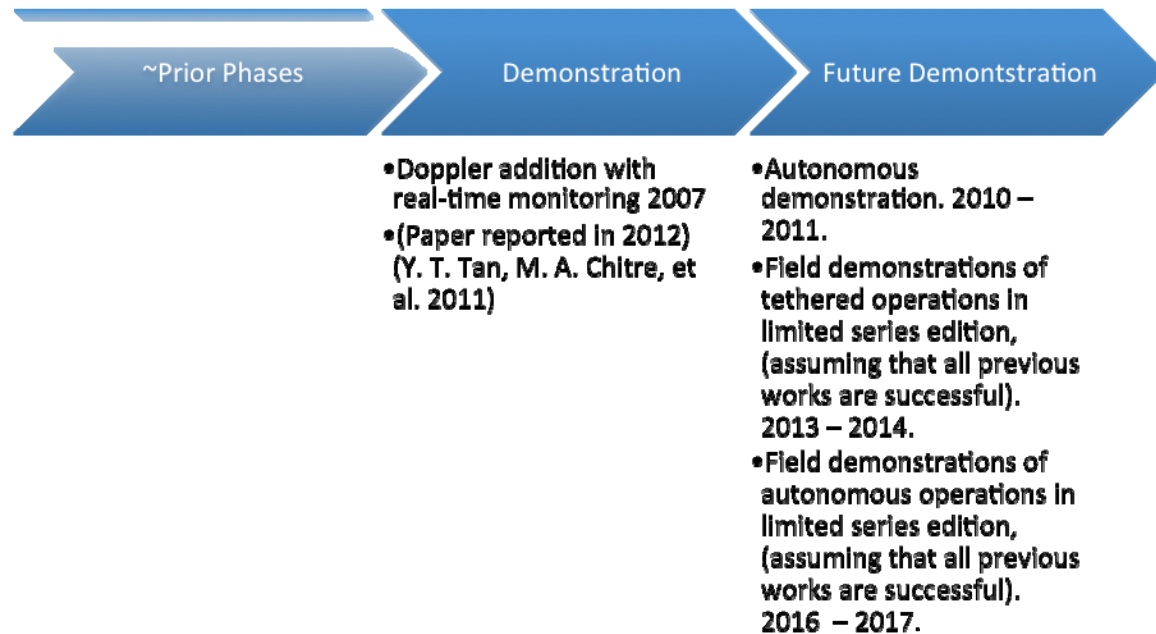 ~Prior Phases
Demonstration
Future Demontstration
•Doppler addition with
real-time monitoring 2007
•(Paper reported in 2012)
(Y. T. Tan, M. A. Chitre, et
al. 2011)
•Autonomous
demonstration. 2010 –
2011.
•Field demonstrations of
tethered operations in
limited series edition,
(assuming that all previous
works are successful).
2013 – 2014.
•Field demonstrations of
autonomous operations in
limited series edition,
(assuming that all previous
works are successful).
2016 – 2017.